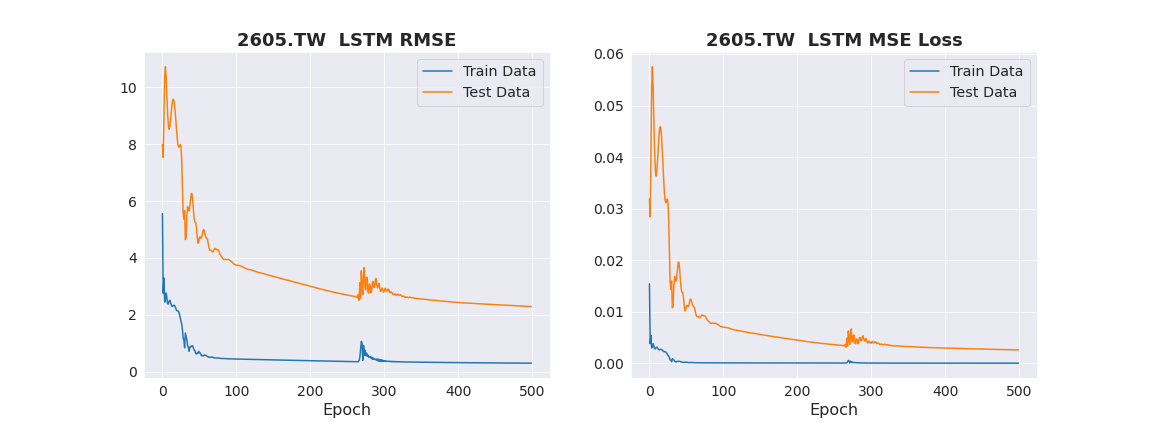 2605.TW  LSTM RMSE
Train Data
Test Data
10
8
6
4
2
0
0 100 200 300 400 500
Epoch
2605.TW  LSTM MSE Loss
Train Data
Test Data
0.06
0.05
0.04
0.03
0.02
0.01
0.00
0 100 200 300 400 500
Epoch